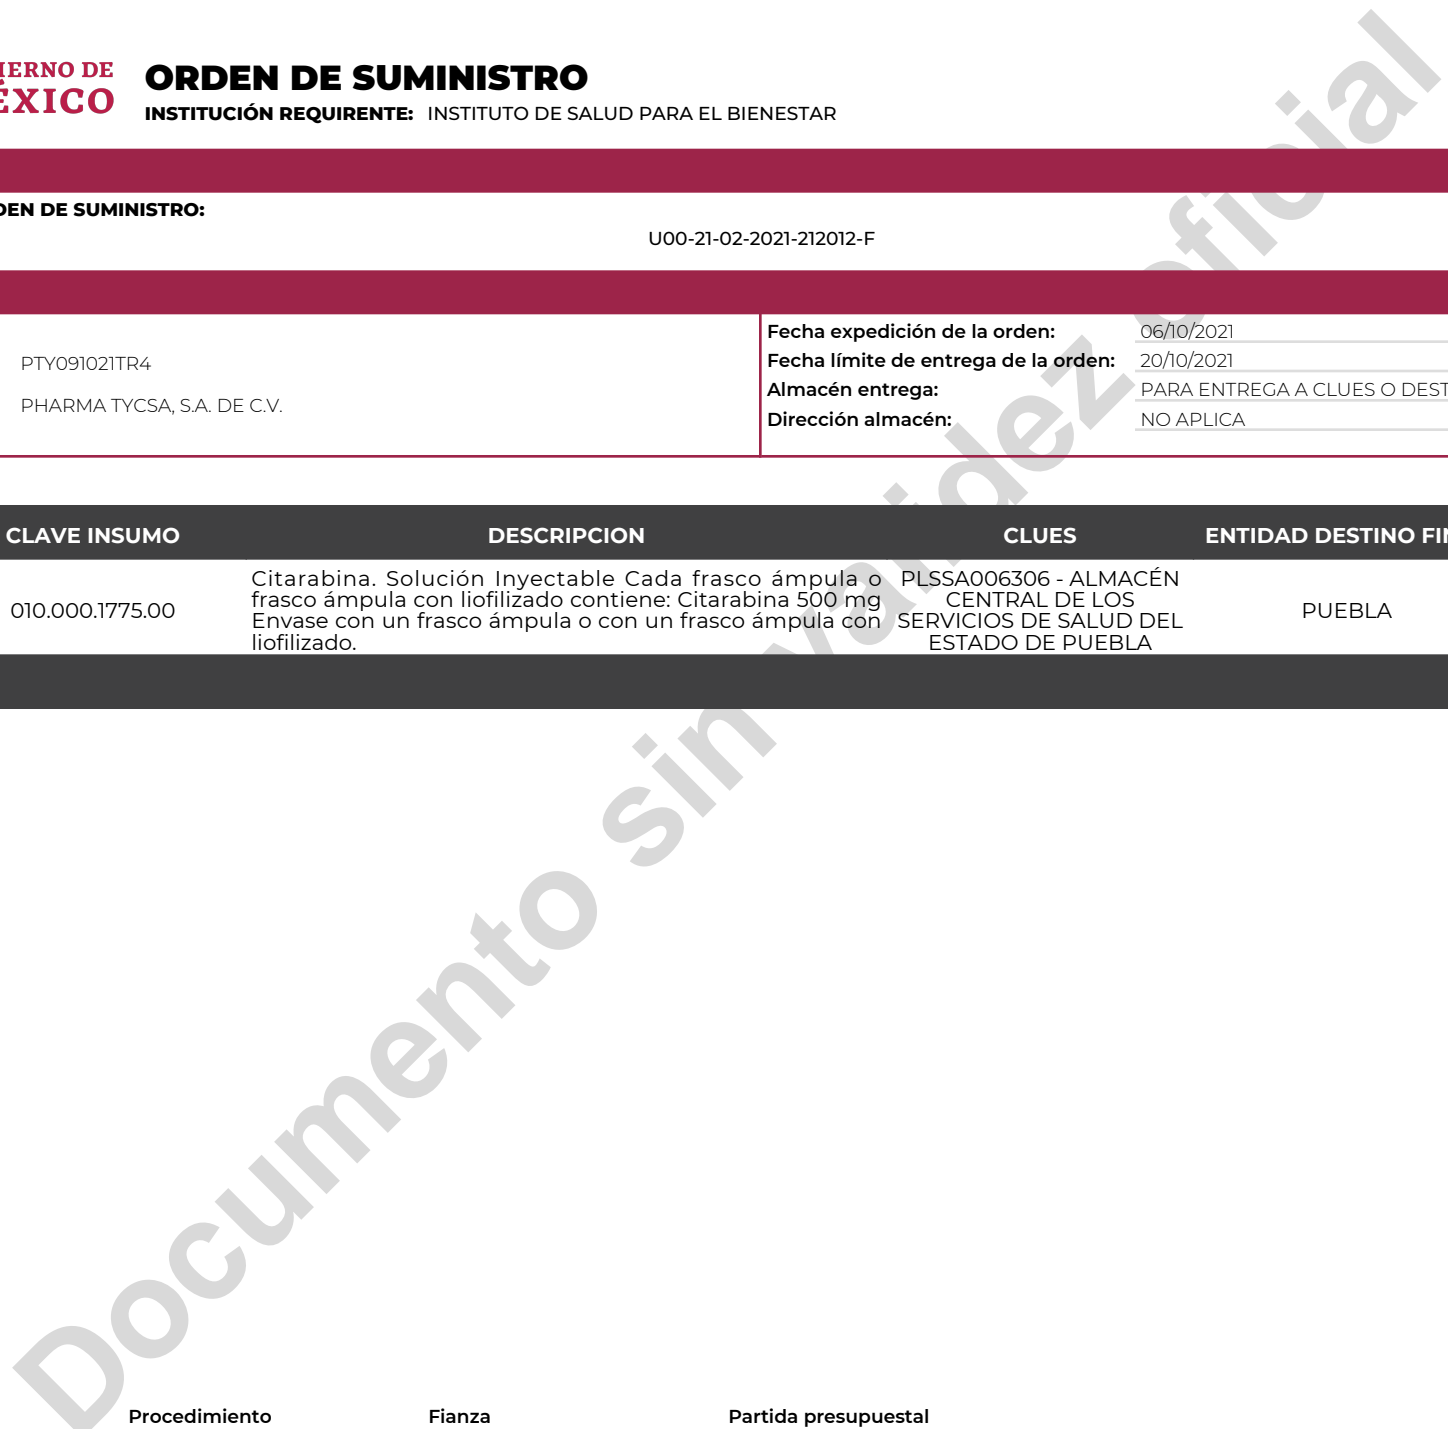 IERNO DE
ÉXICO
ORDEN DE SUMINISTRO
INSTITUCIÓN REQUIRENTE: INSTITUTO DE SALUD PARA EL BIENESTAR
DEN DE SUMINISTRO:
U00-21-02-2021-212012-F
PTY091021TR4
PHARMA TYCSA, S.A. DE C.V.
Fecha expedición de la orden: 06/10/2021
Fecha límite de entrega de la orden: 20/10/2021
Almacén entrega: PARA ENTREGA A CLUES O DEST
Dirección almacén: NO APLICA
CLAVE INSUMO DESCRIPCION CLUES ENTIDAD DESTINO FIN
010.000.1775.00
Citarabina. Solución Inyectable Cada frasco ámpula o
frasco ámpula con liofilizado contiene: Citarabina 500 mg
Envase con un frasco ámpula o con un frasco ámpula con
liofilizado.
PLSSA006306 - ALMACÉN
CENTRAL DE LOS
SERVICIOS DE SALUD DEL
ESTADO DE PUEBLA
PUEBLA
Documento sin validez oficial
Procedimiento Fianza Partida presupuestal